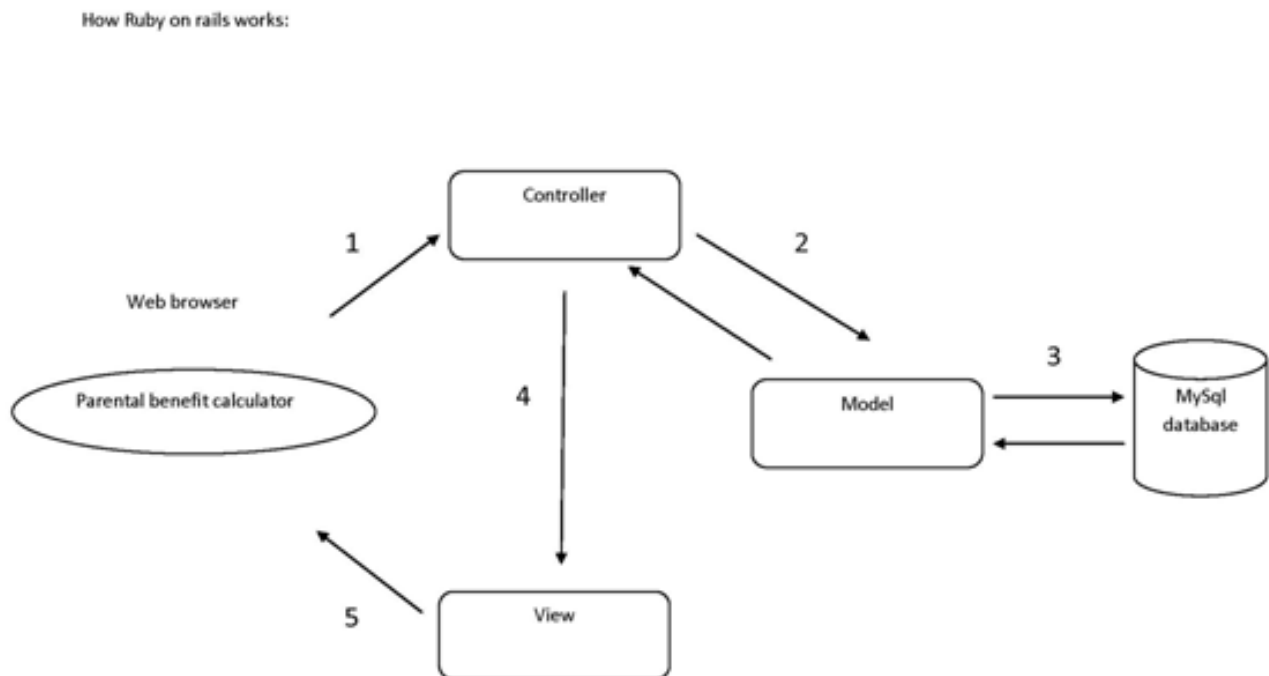 How Ruby on rails works:
Controller
1
2
Web browser
3
Parental benefit calculator
4
Model
MySql
database
View
5